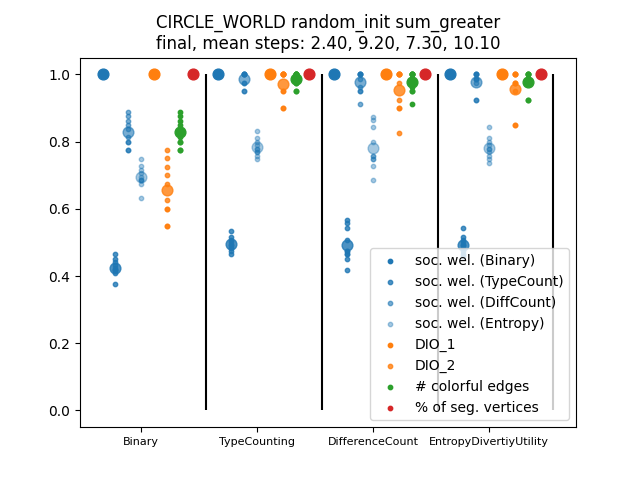 CIRCLE_WORLD random_init sum_greater
final, mean steps: 2.40, 9.20, 7.30, 10.10
1.0
0.8
0.6
0.4
0.2
0.0
soc. wel. (Binary)
soc. wel. (TypeCount)
soc. wel. (DiffCount)
soc. wel. (Entropy)
DIO_1
DIO_2
# colorful edges
% of seg. vertices
Binary TypeCounting DifferenceCount EntropyDivertiyUtility